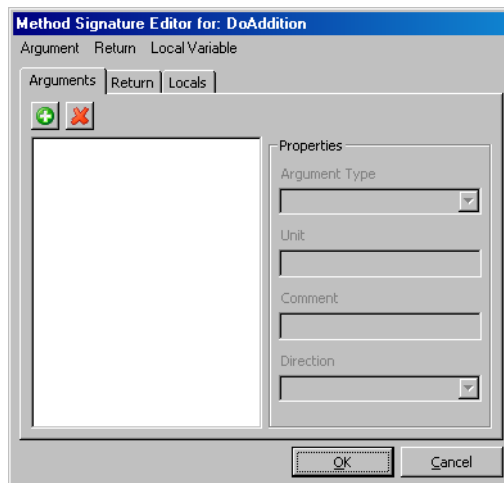 Method Signature Editor for: DoAddition
Argument Return Local Variable
Arguments Return Locals
Properties
Argument Type
Unit
Comment
Direction
OK Cancel